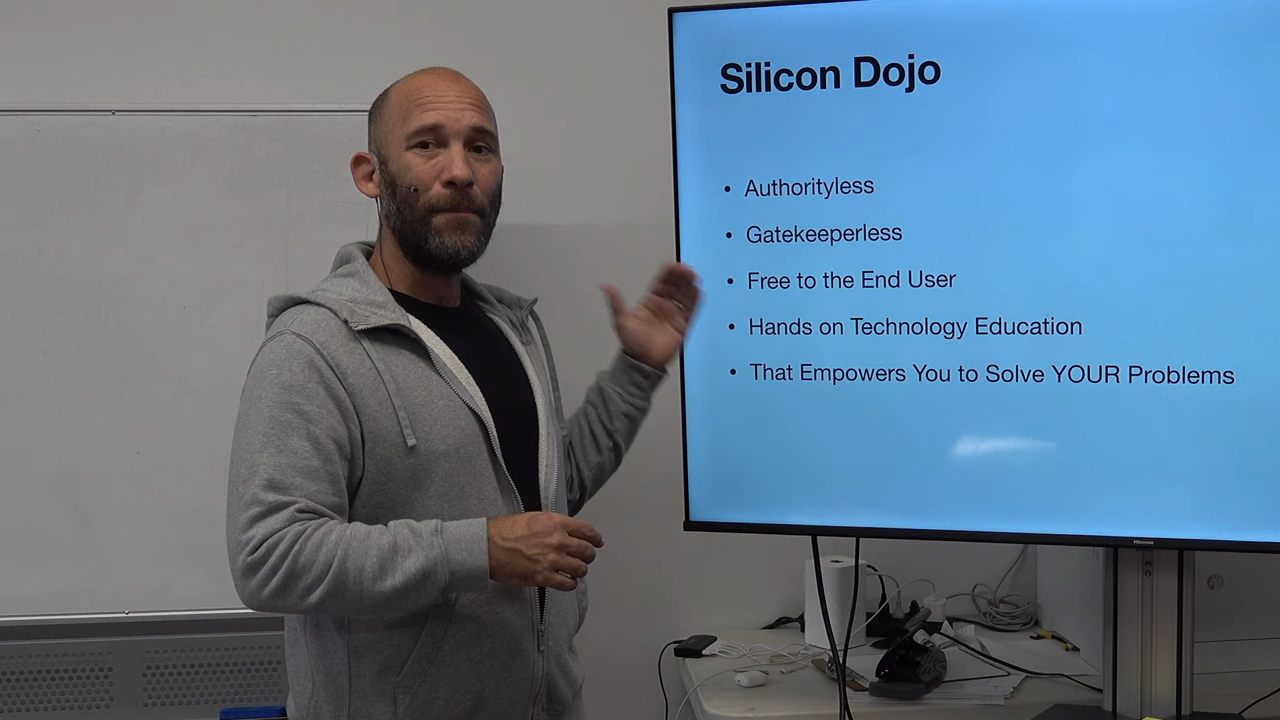 Silicon Dojo
• Authorityless
• Gatekeeperless
• Free to the End User
• Hands on Technology Education
• That Empowers You to Solve YOUR Problems
Hisense